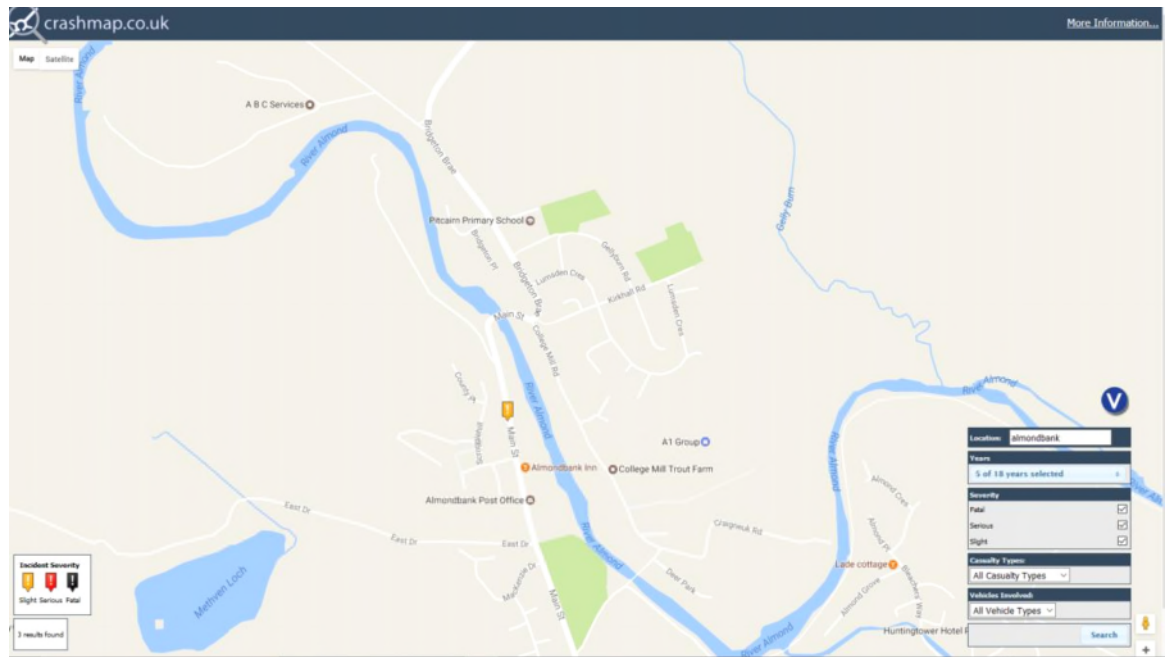 crashmap.co.uk
More Information...
Map Satellite
River Almond
A B C Services
River Almond
Bridgeton Brae
Gelly Burn
Pitcairn Primary School
Bridgeton Pl
Gellyburn Rd
Bridgeton Brae
Lumsden Cres
Kirkhall Rd
Lumsden Cres
Main St
College Mill Rd
County Pl
River Almond
River Almond
Main St
A1 Group
Almondbank Inn
College Mill Trout Farm
River Almond
Almondbank Post Office
Almond Cres
East Dr
East Dr
East Dr
Craigneuk Rd
River Almond
Almond Pl
Lade cottage
Methven Loch
MacKenzie Dr
Main St
Deer Park
Almond Grove
Bleachers Way
River Almond
Huntingtower Hotel
Location: almondbank
Years
5 of 18 years selected
Severity
Fatal
Serious
Slight
Casualty Types:
All Casualty Types
Vehicles Involved:
All Vehicle Types
Search
+
V
Incident Severity
Slight Serious Fatal
3 results found